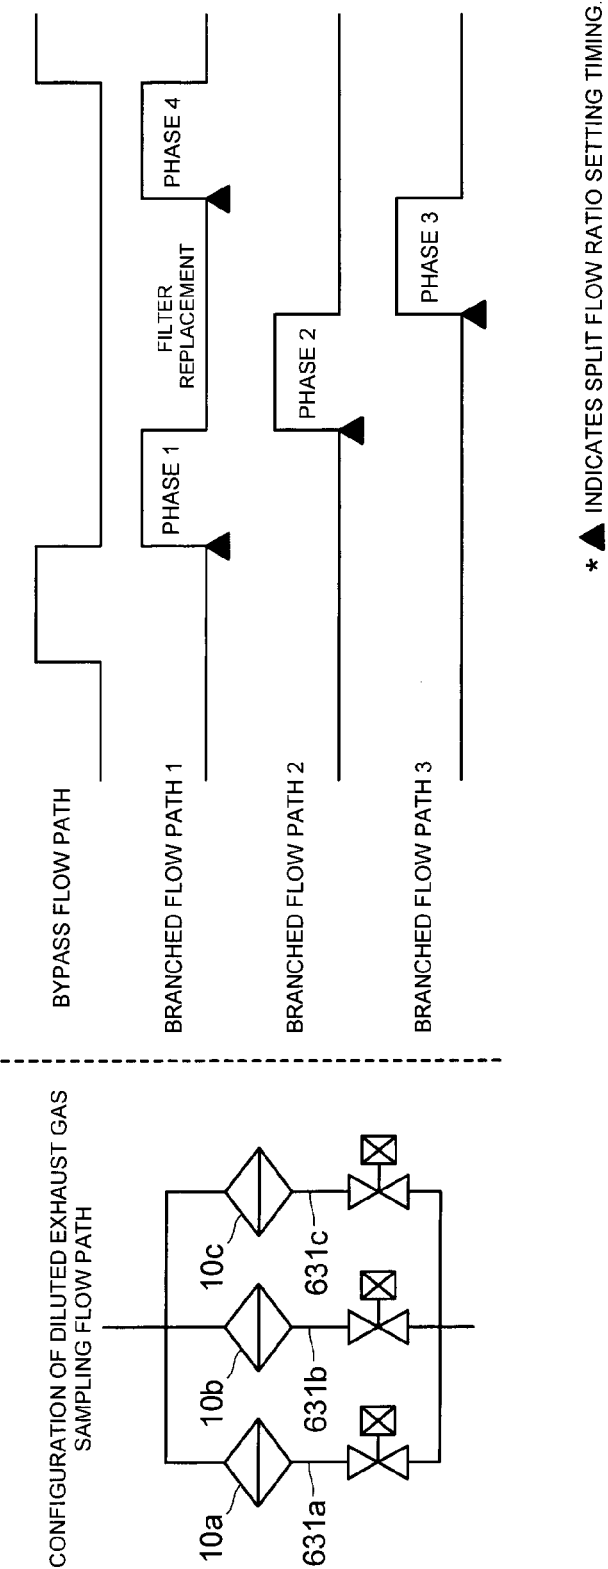 CONFIGURATION OF DILUTED EXHAUST GAS
SAMPLING FLOW PATH
10a
10b
10c
631a
631b
631c
BYPASS FLOW PATH
BRANCHED FLOW PATH 1
PHASE 1
FILTER
REPLACEMENT
PHASE 4
BRANCHED FLOW PATH 2
PHASE 2
BRANCHED FLOW PATH 3
PHASE 3
* ▲ INDICATES SPLIT FLOW RATIO SETTING TIMING.